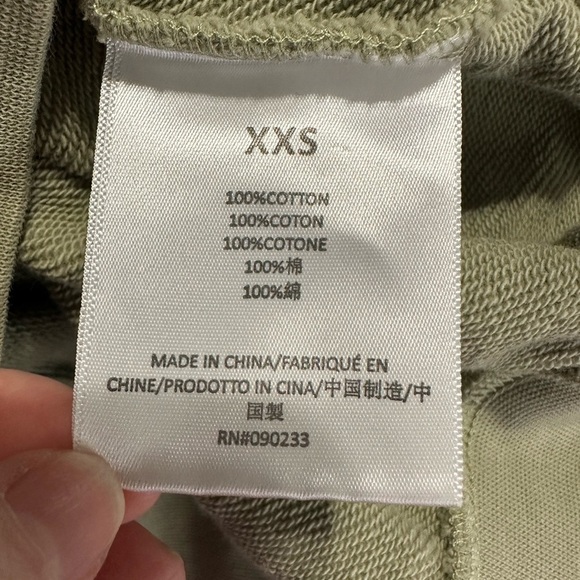 XXS
100%COTTON
100%COTON
100%COTONE
100%棉
100%綿
MADE IN CHINA/FABRIQUÉ EN
CHINE/PRODOTTO IN CINA/中国制造/中
国製
RN#090233